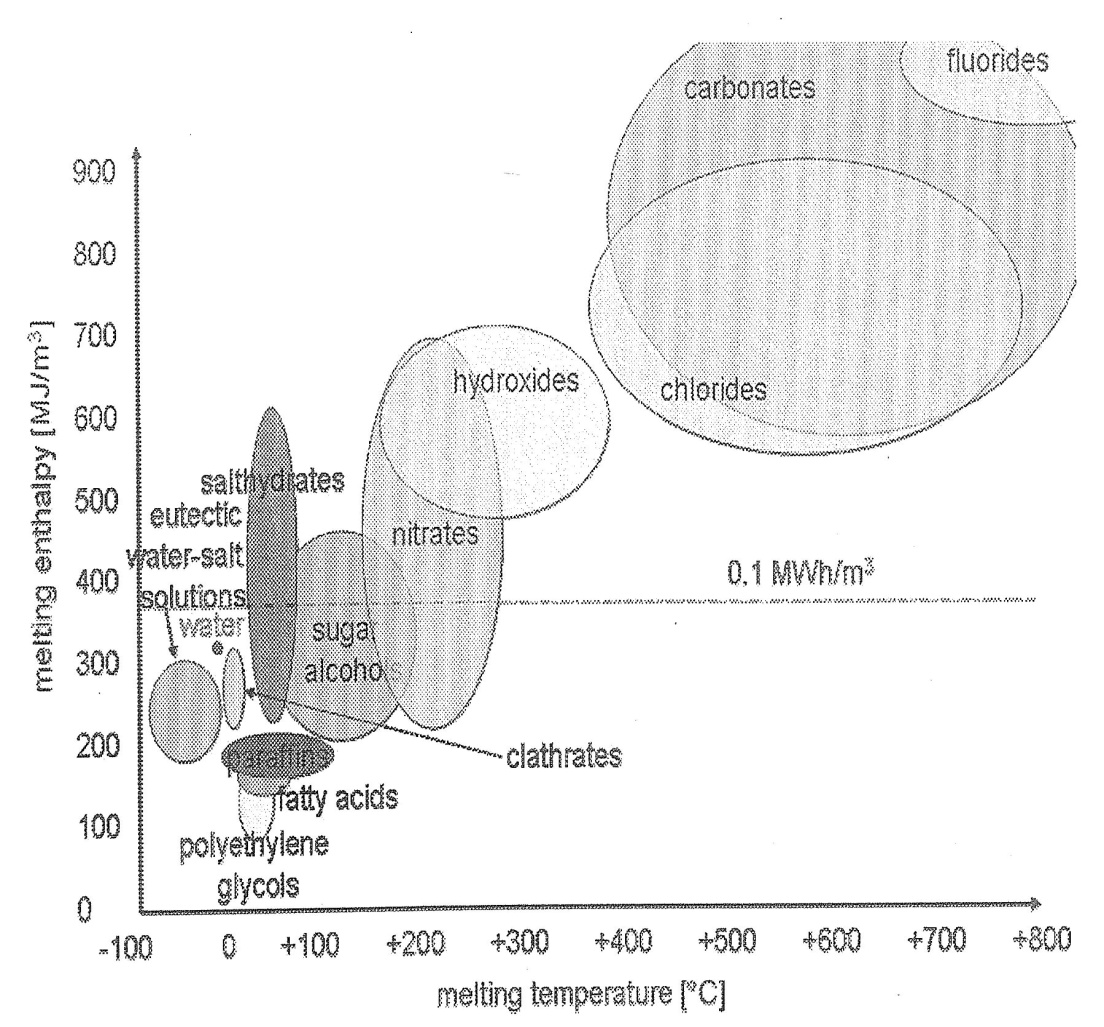 fluorides
carbonates
900
800
700
hydroxides
chlorides
600
salthydrates
500
eutectic
nitrates
water-salt
0.1 MWh/m³
400
solutions
water
sugar
300
alcohols
200
paraffins
clathrates
fatty acids
100
polyethylene
glycols
0
-100 0 +100 +200 +300 +400 +500 +600 +700 +800
melting temperature [°C]
melting enthalpy [MJ/m³]